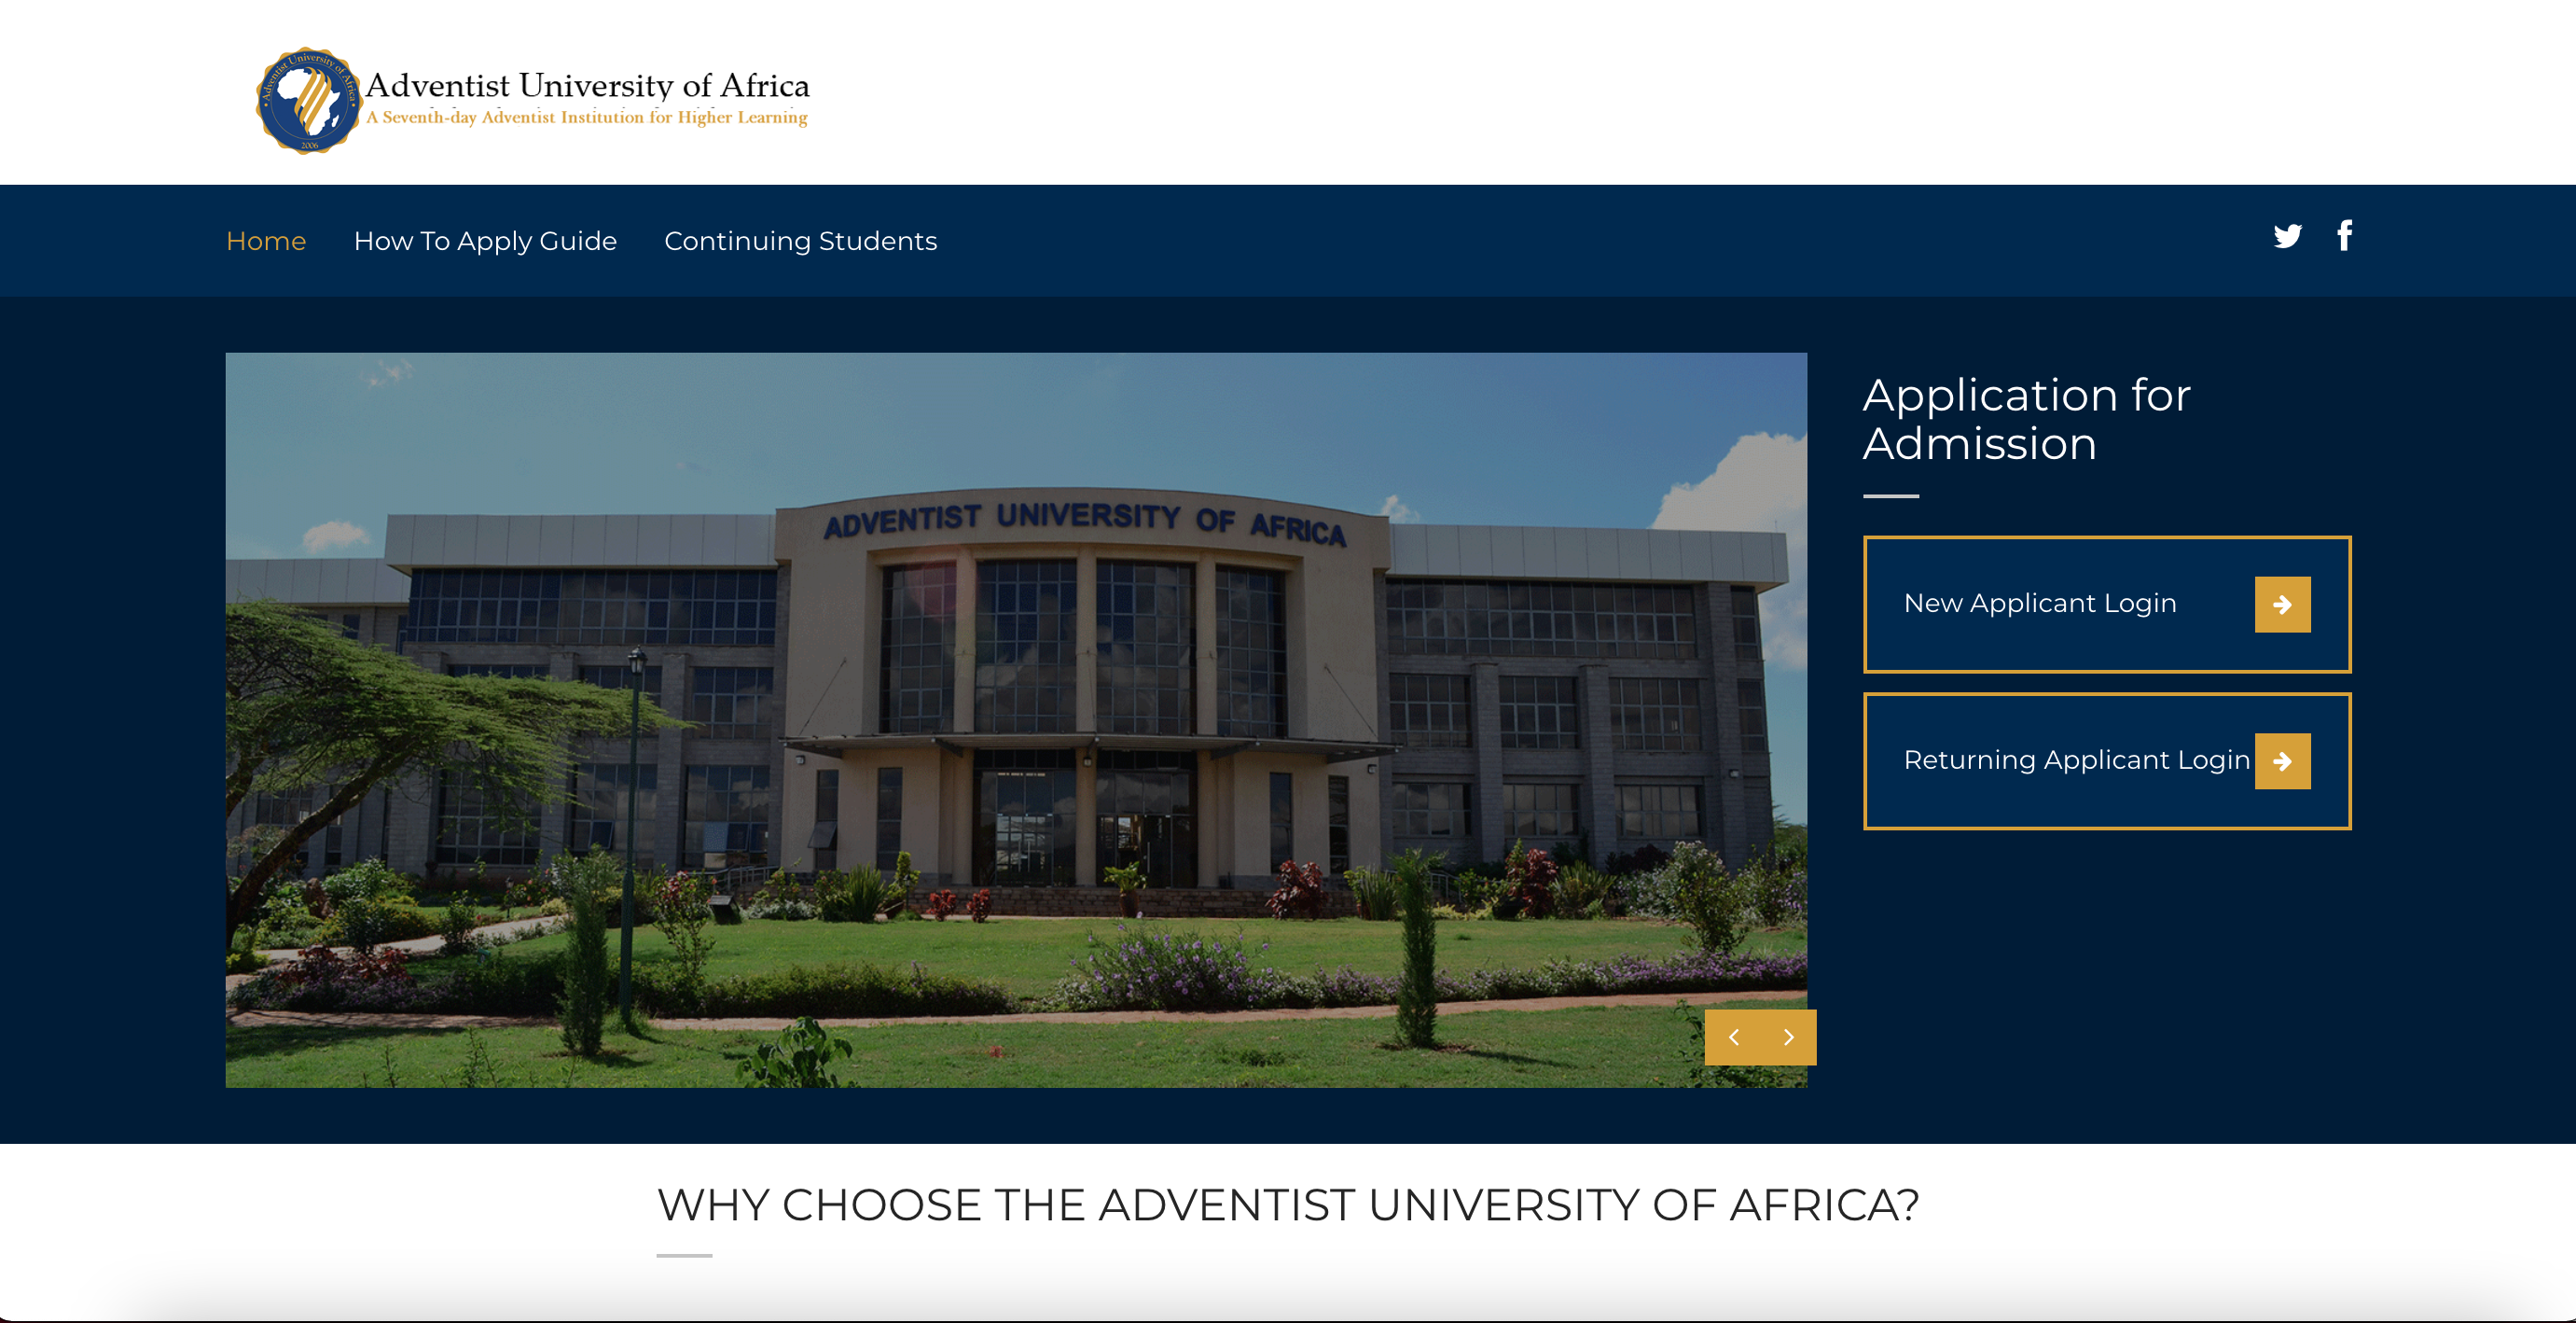 Adventist University of Africa
2006
Adventist University of Africa
A Seventh-day Adventist Institution for Higher Learning
Home
How To Apply Guide
Continuing Students
ADVENTIST UNIVERSITY OF AFRICA
Application for
Admission
New Applicant Login
Returning Applicant Login
WHY CHOOSE THE ADVENTIST UNIVERSITY OF AFRICA?